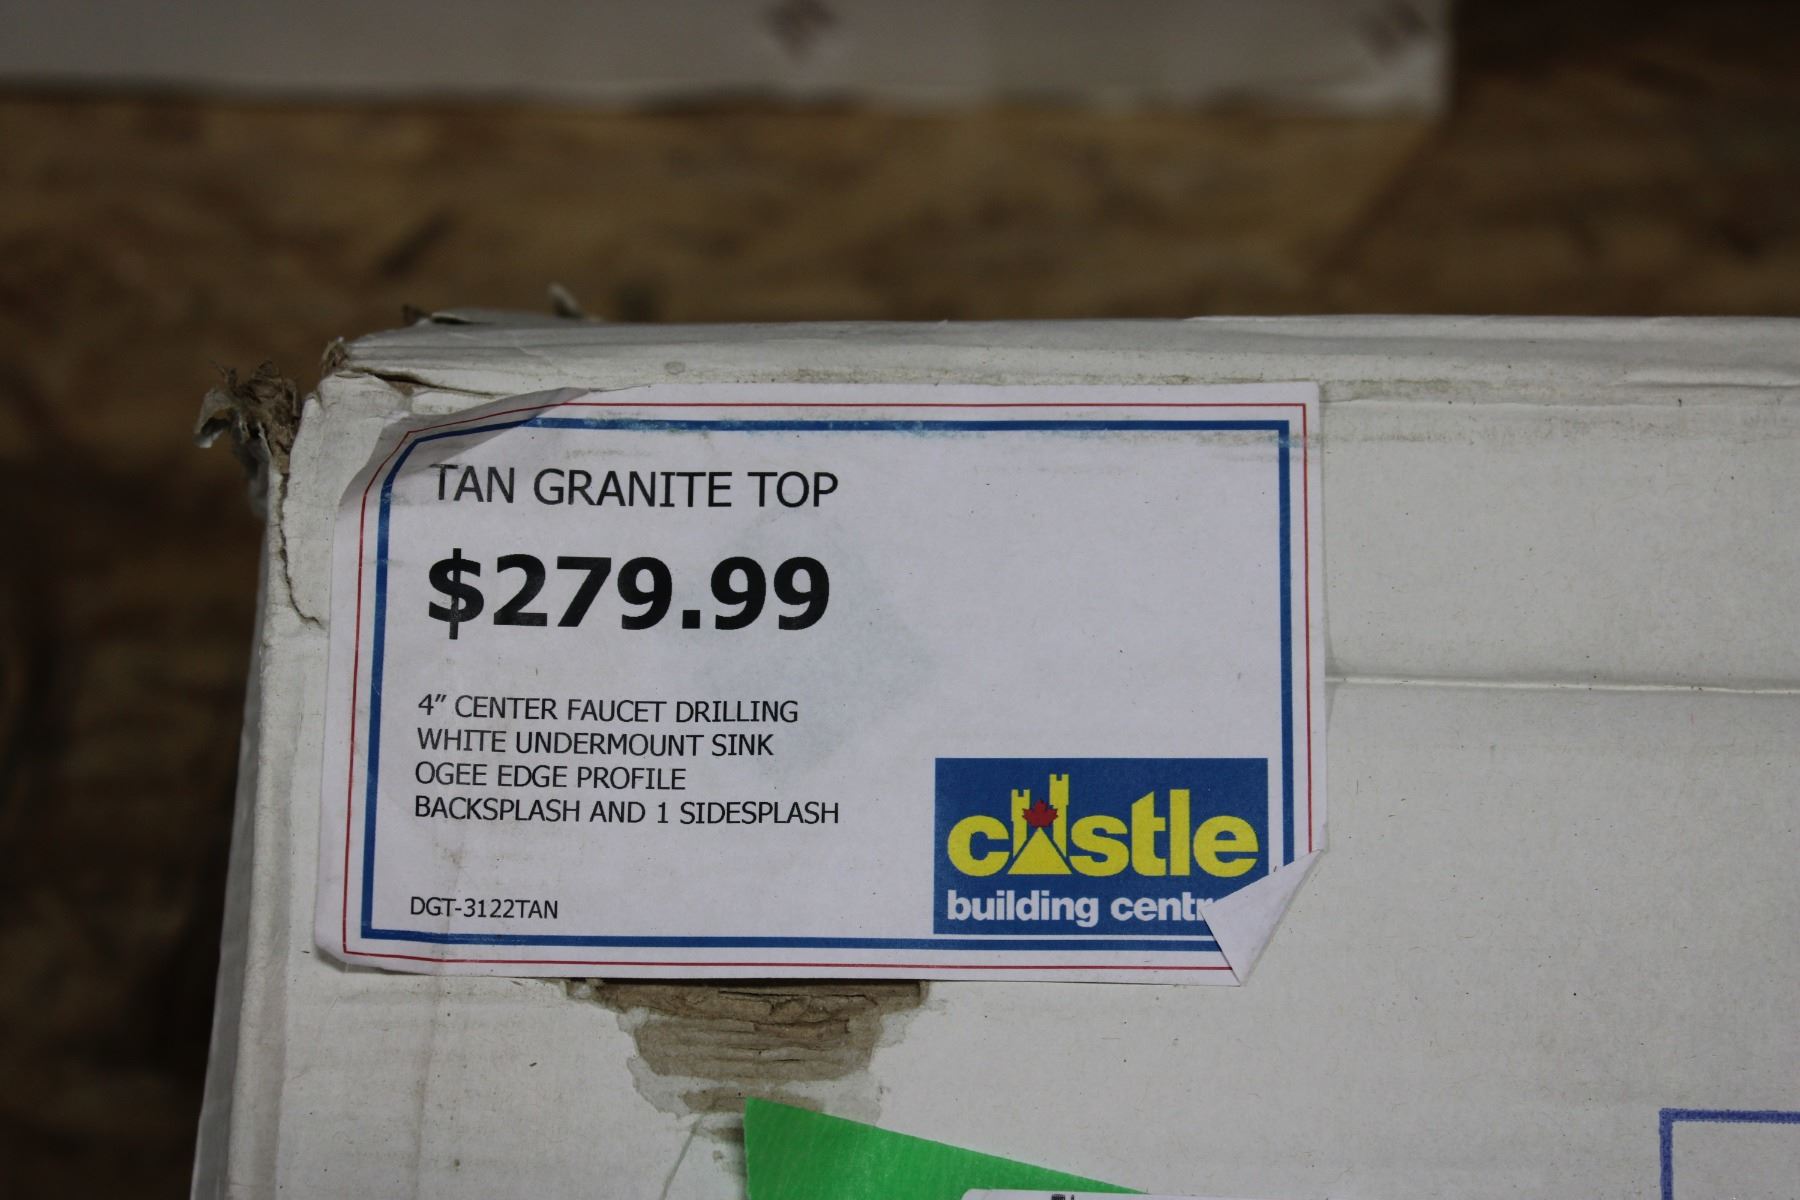 TAN GRANITE TOP
$279.99
4" CENTER FAUCET DRILLING
WHITE UNDERMOUNT SINK
OGEE EDGE PROFILE
BACKSPLASH AND 1 SIDESPLASH
DGT-3122TAN
castle
building